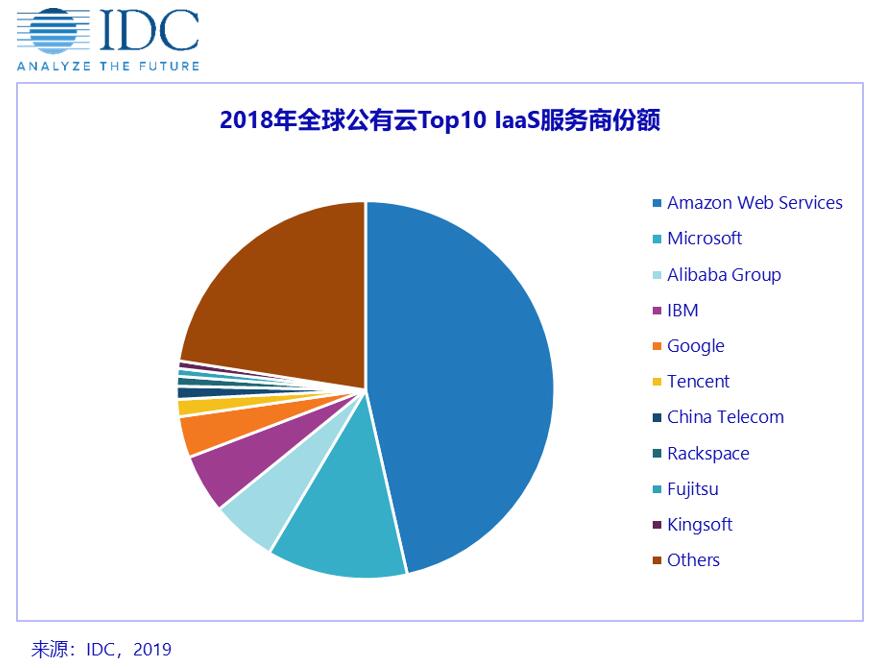 IDC
ANALYZE THE FUTURE
2018年全球公有云Top10 IaaS服务商份额
Amazon Web Services
Microsoft
Alibaba Group
IBM
Google
Tencent
China Telecom
Rackspace
Fujitsu
Kingsoft
Others
来源：IDC，2019